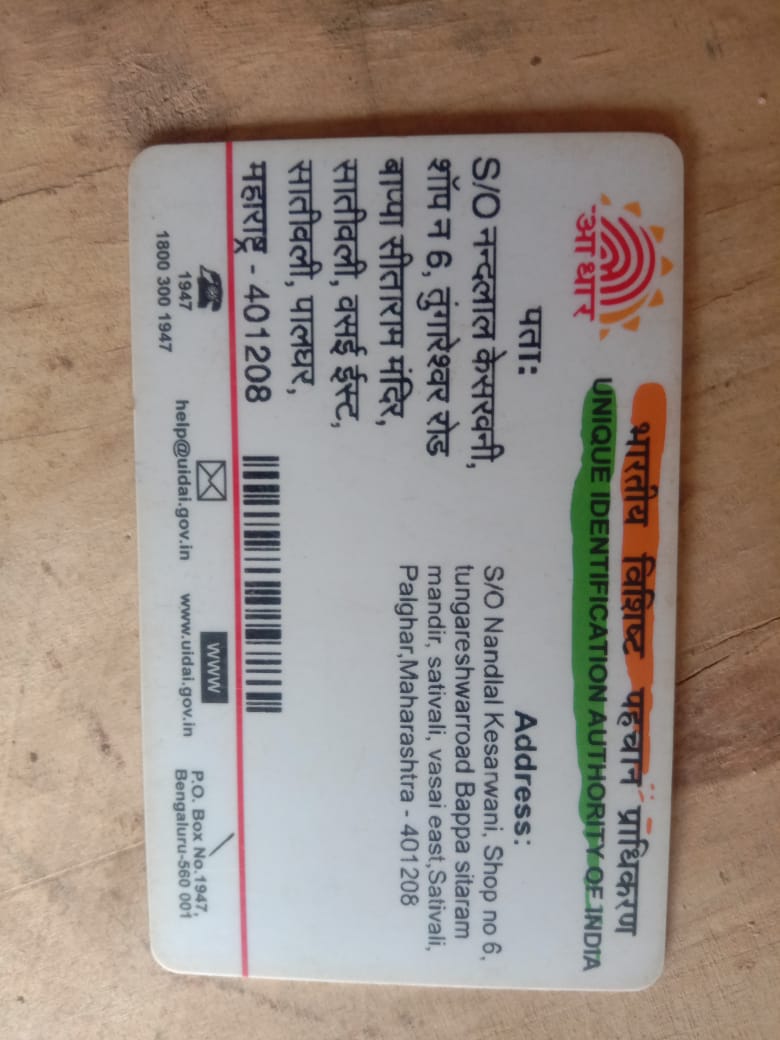 आधार
भारतीय विशिष्ट पहचान प्राधिकरण
UNIQUE IDENTIFICATION AUTHORITY OF INDIA
पता:
S/O नन्दलाल केसरवनी,
शॉप न 6, तुंगारेश्वर रोड
बाप्पा सीताराम मंदिर,
सातीवली, वसई ईस्ट,
सातीवली, पालघर,
महाराष्ट्र - 401208
Address:
S/O Nandlal Kesarwani, Shop no 6,
tungareshwarroad Bappa sitaram
mandir, sativali, vasai east,Sativali,
Palghar,Maharashtra - 401208
1947
1800 300 1947
help@uidai.gov.in
www
www.uidai.gov.in
P.O. Box No.1947,
Bengaluru-560 001